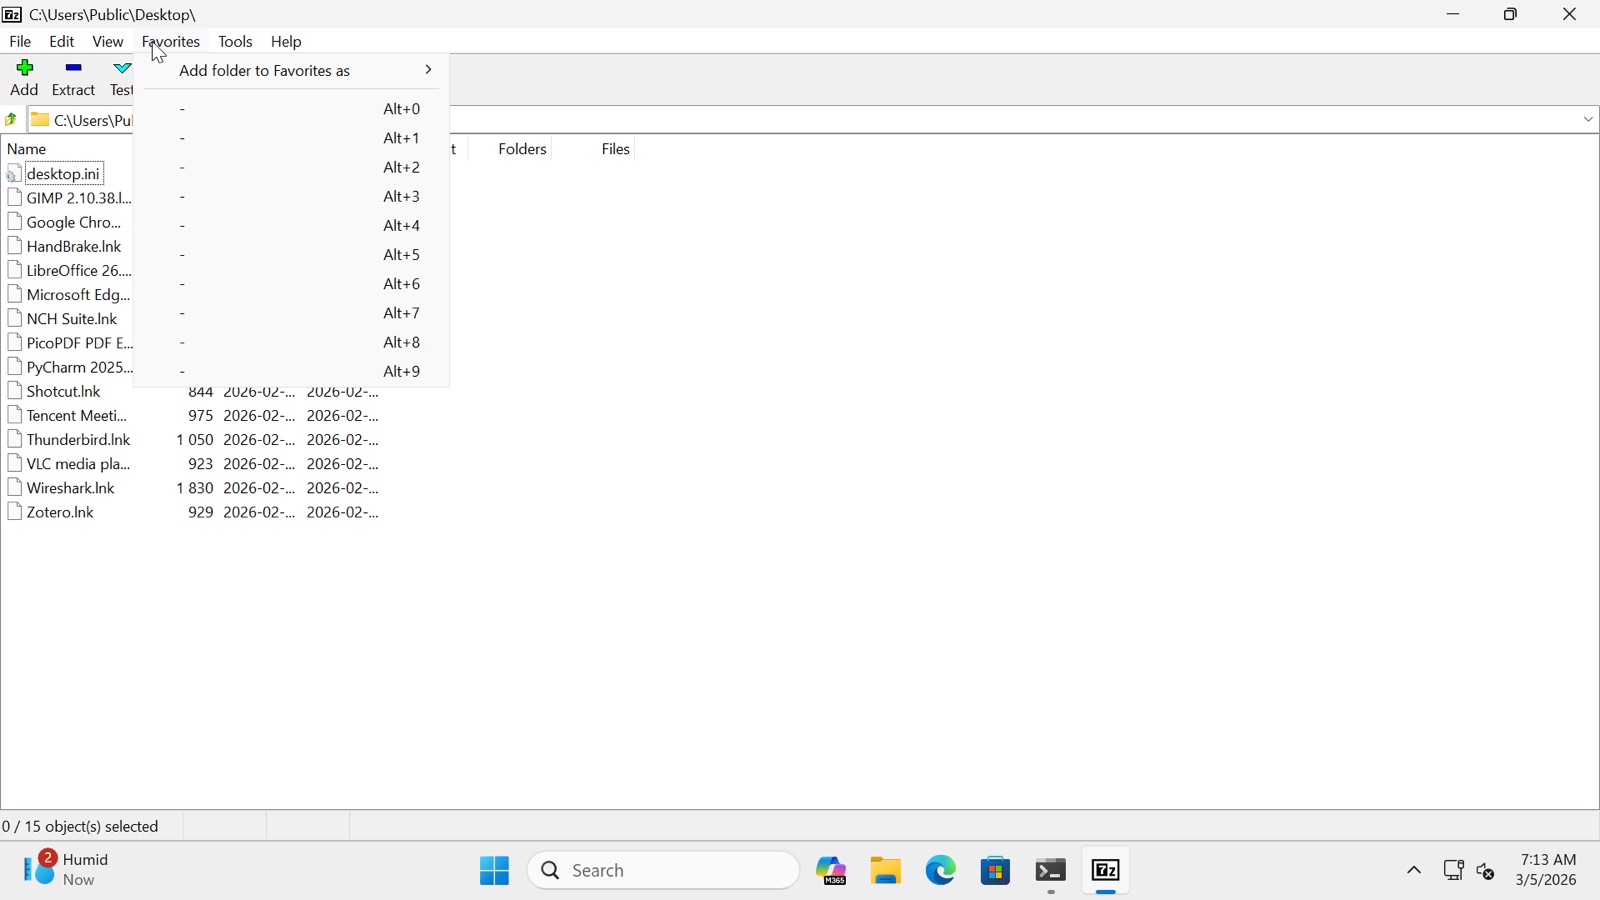 7z C:\Users\Public\Desktop\
File Edit View Favorites Tools Help
Add Extract Test
Add folder to Favorites as
- Alt+0
- Alt+1
- Alt+2
- Alt+3
- Alt+4
- Alt+5
- Alt+6
- Alt+7
- Alt+8
- Alt+9
C:\Users\Pu
Name t Folders Files
desktop.ini
GIMP 2.10.38.l...
Google Chro...
HandBrake.lnk
LibreOffice 26....
Microsoft Edg...
NCH Suite.lnk
PicoPDF PDF E...
PyCharm 2025...
Shotcut.lnk 844 2026-02-... 2026-02-...
Tencent Meeti... 975 2026-02-... 2026-02-...
Thunderbird.lnk 1 050 2026-02-... 2026-02-...
VLC media pla... 923 2026-02-... 2026-02-...
Wireshark.lnk 1 830 2026-02-... 2026-02-...
Zotero.lnk 929 2026-02-... 2026-02-...
0 / 15 object(s) selected
2 Humid
Now
Search
M365
7z
7:13 AM
3/5/2026